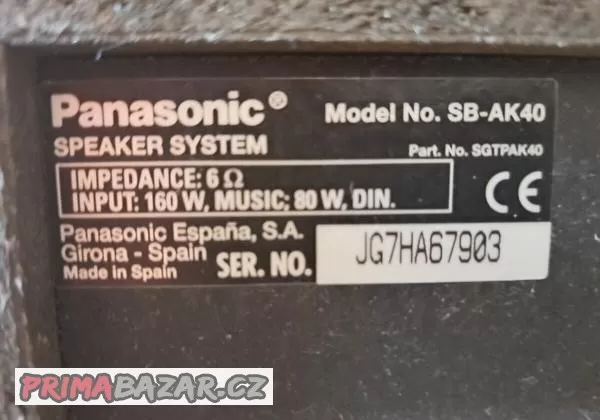 Panasonic®
Model No. SB-AK40
SPEAKER SYSTEM
Part. No. SGTPAK40
IMPEDANCE: 6 Ω
INPUT: 160 W, MUSIC; 80 W, DIN.
CE
Panasonic España, S.A.
Girona - Spain
Made in Spain
SER. NO.
JG7HA67903
PRIMABAZAR.CZ